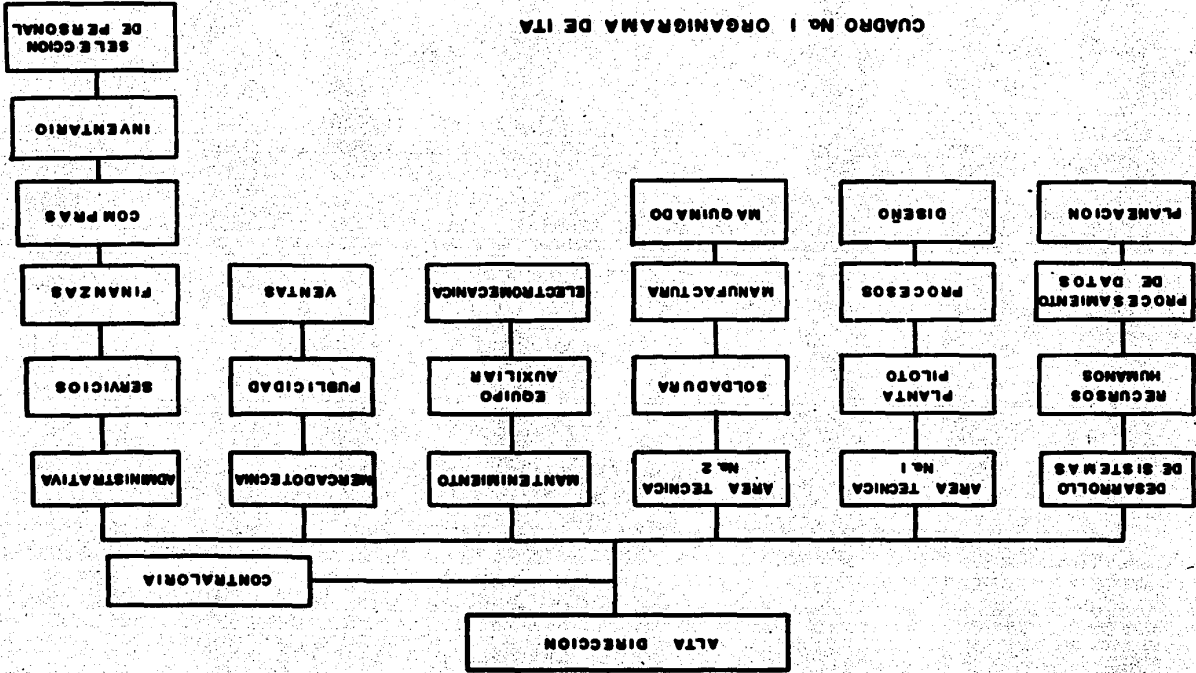 ALTA DIRECCION
CONTRALORIA
DESARROLLO
DE SISTEMAS
AREA TECNICA
No. 1
AREA TECNICA
No. 2
MANTENIMIENTO
MERCADOTECNIA
ADMINISTRATIVA
RECURSOS
HUMANOS
PLANTA
PILOTO
SOLDADURA
EQUIPO
AUXILIAR
PUBLICIDAD
SERVICIOS
PROCESAMIENTO
DE DATOS
PROCESOS
MANUFACTURA
ELECTROMECANICA
VENTAS
FINANZAS
PLANEACION
DISEÑO
MAQUINADO
COMPRAS
INVENTARIO
SELECCION
DE PERSONAL
CUADRO No. 1 ORGANIGRAMA DE ITA